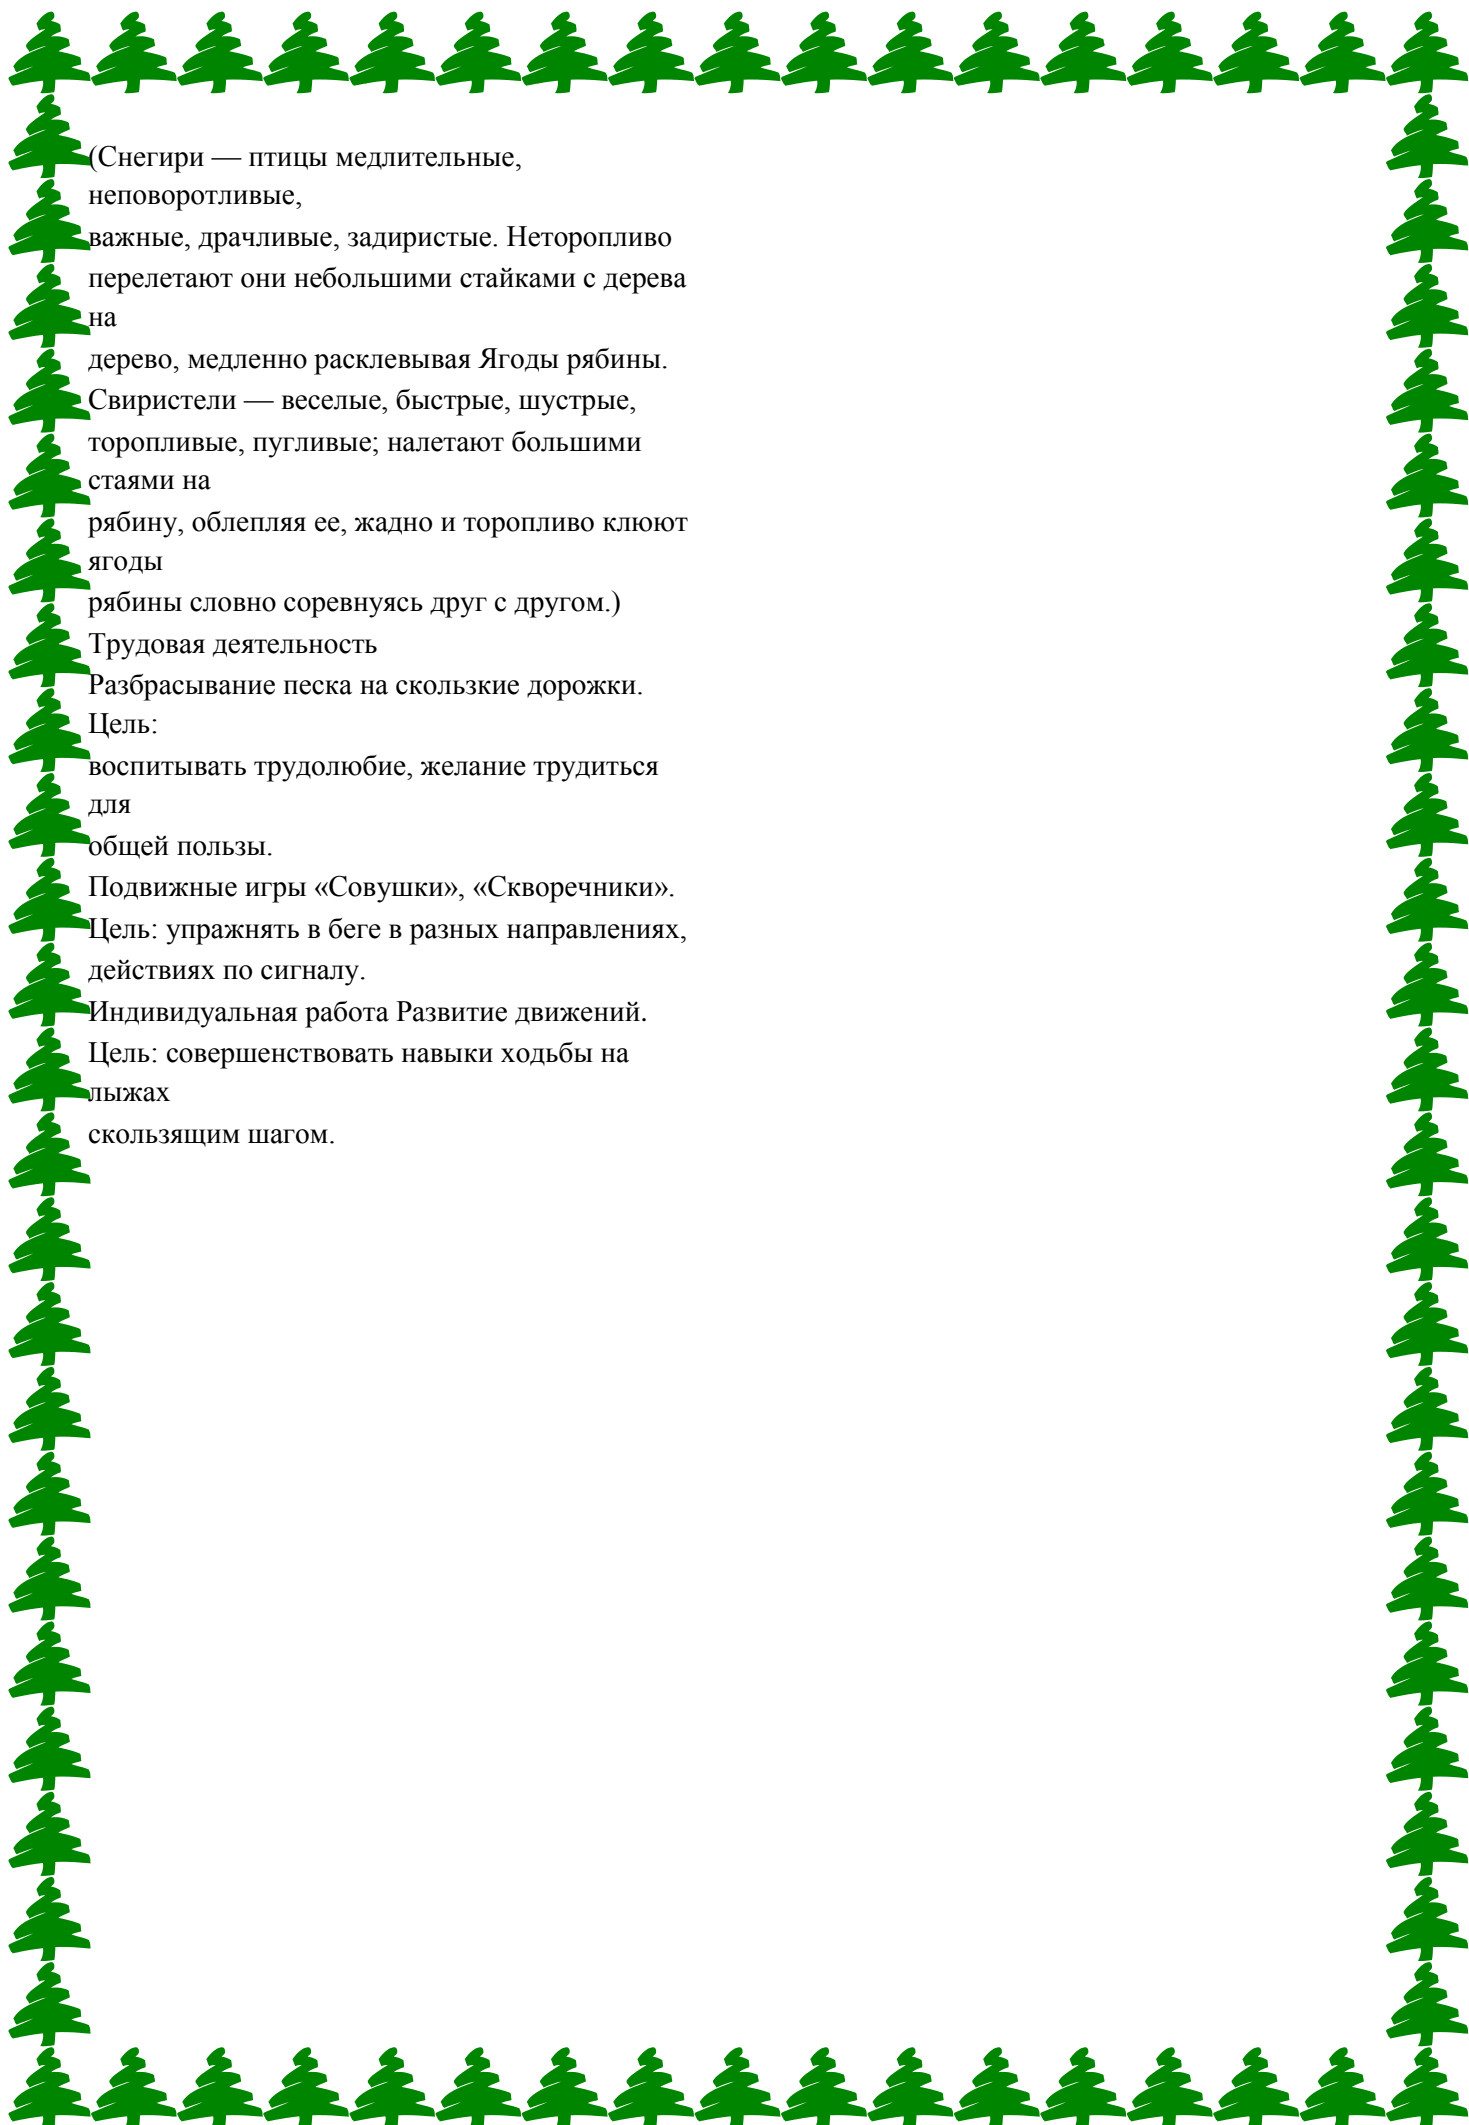 (Снегири — птицы медлительные,
неповоротливые,
важные, драчливые, задиристые. Неторопливо
перелетают они небольшими стайками с дерева
на
дерево, медленно расклевывая Ягоды рябины.
Свиристели — веселые, быстрые, шустрые,
торопливые, пугливые; налетают большими
стаями на
рябину, облепляя ее, жадно и торопливо клюют
ягоды
рябины словно соревнуясь друг с другом.)
Трудовая деятельность
Разбрасывание песка на скользкие дорожки.
Цель:
воспитывать трудолюбие, желание трудиться
для
общей пользы.
Подвижные игры «Совушки», «Скворечники».
Цель: упражнять в беге в разных направлениях,
действиях по сигналу.
Индивидуальная работа Развитие движений.
Цель: совершенствовать навыки ходьбы на
лыжах
скользящим шагом.